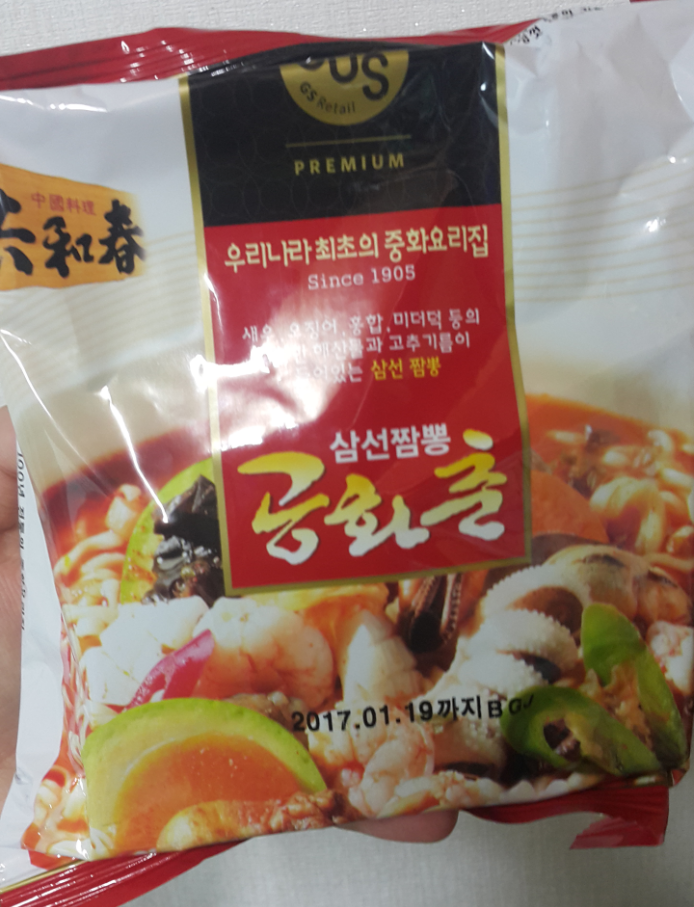 GS Retail
PREMIUM
中國料理
共和春
우리나라 최초의 중화요리집
Since 1905
오징어, 홍합, 미더덕 등의
해산물과 고추기름이
들어있는 삼선 짬뽕
삼선짬뽕
공화춘
2017.01.19까지